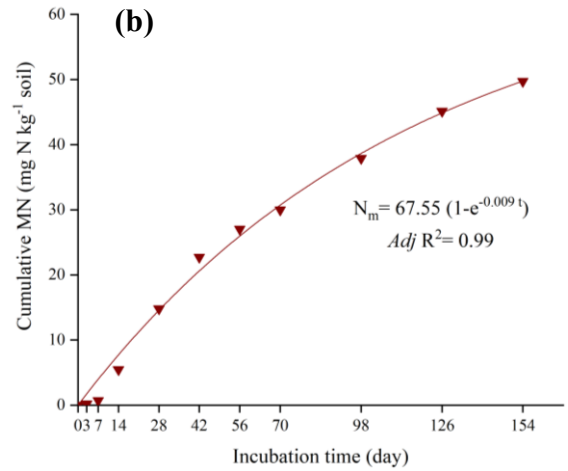 (b)
Cumulative MN (mg N kg⁻¹ soil)
60
50
40
30
20
10
0
Nₘ= 67.55 (1-e⁻⁰·⁰⁰⁹ ᵗ)
Adj R²= 0.99
0 3 7 14 28 42 56 70 98 126 154
Incubation time (day)